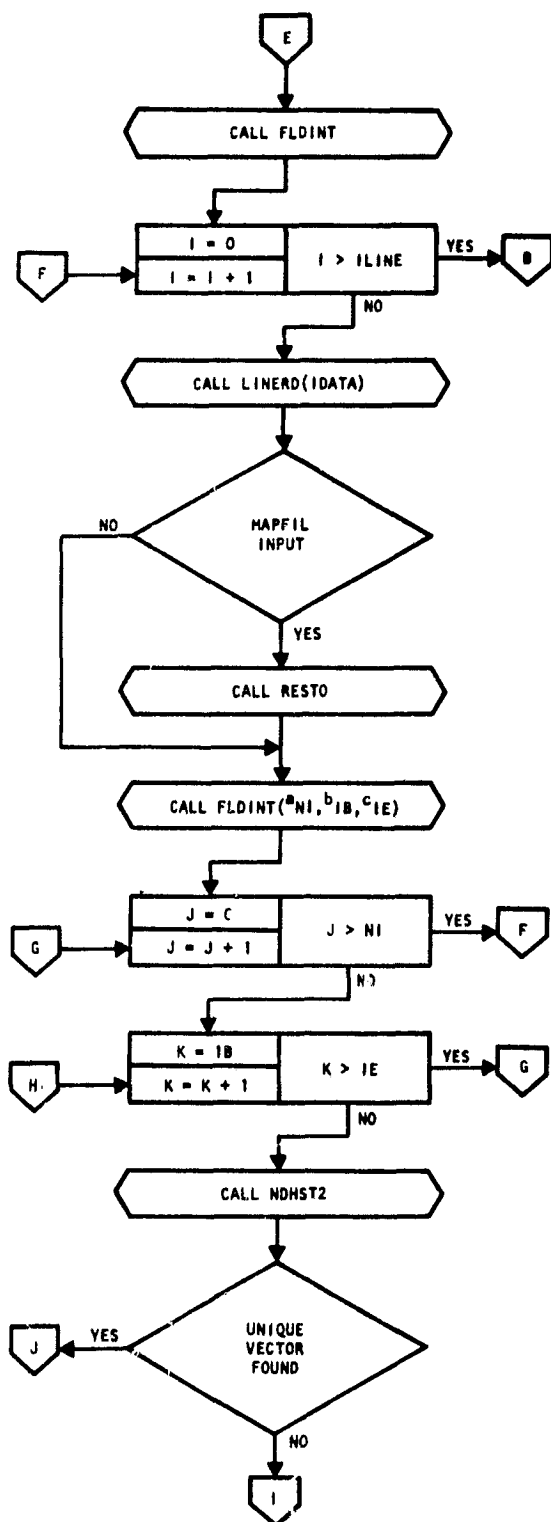 E
CALL FLDINT
I = 0
I = I + 1
I > ILINE
YES
B
F
NO
CALL LINERD(IDATA)
NO
MAPFIL
INPUT
YES
CALL RESTO
CALL FLDINT(aNI,bIB,cIE)
J = C
J = J + 1
J > NI
YES
F
G
NO
K = IB
K = K + 1
K > IE
YES
G
H
NO
CALL NDHST2
J
YES
UNIQUE
VECTOR
FOUND
NO
I